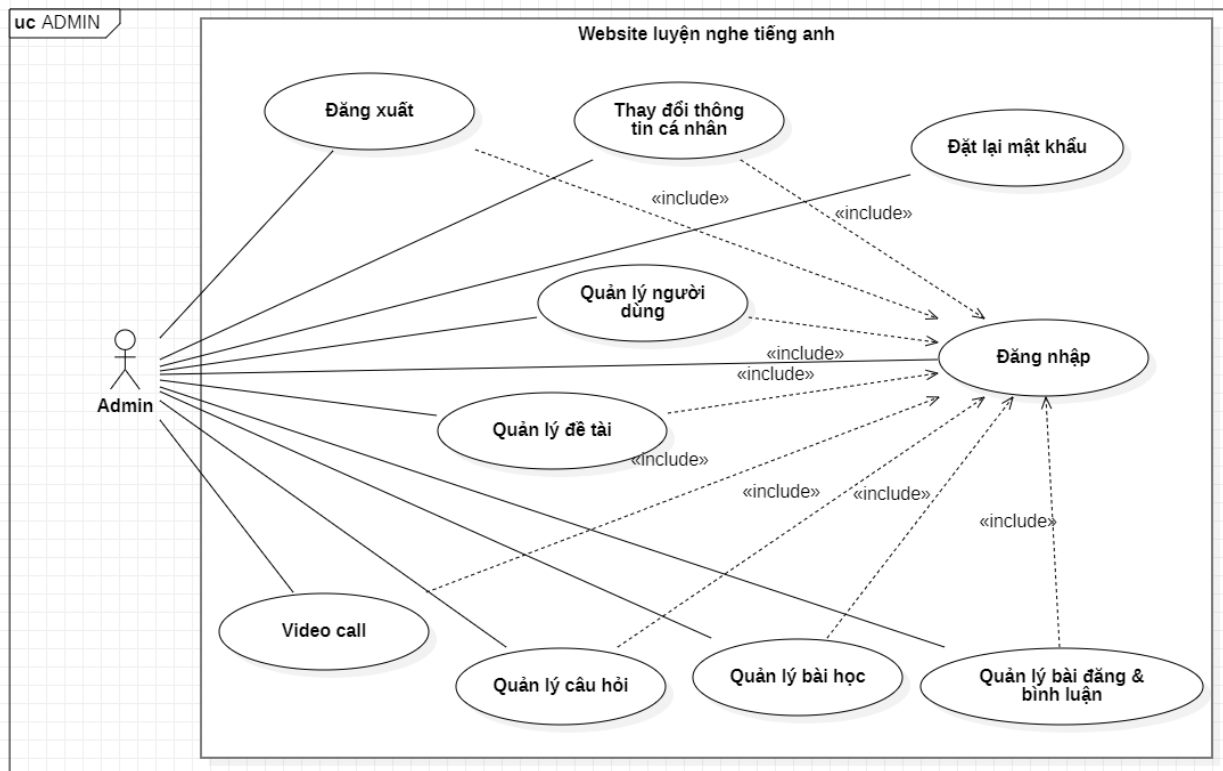 uc ADMIN
Website luyện nghe tiếng anh
Đăng xuất
Thay đổi thông
tin cá nhân
Đặt lại mật khẩu
«include»
«include»
Quản lý người
dùng
Đăng nhập
«include»
«include»
Admin
Quản lý đề tài
«include»
«include»
«include»
«include»
Video call
Quản lý câu hỏi
Quản lý bài học
Quản lý bài đăng &
bình luận